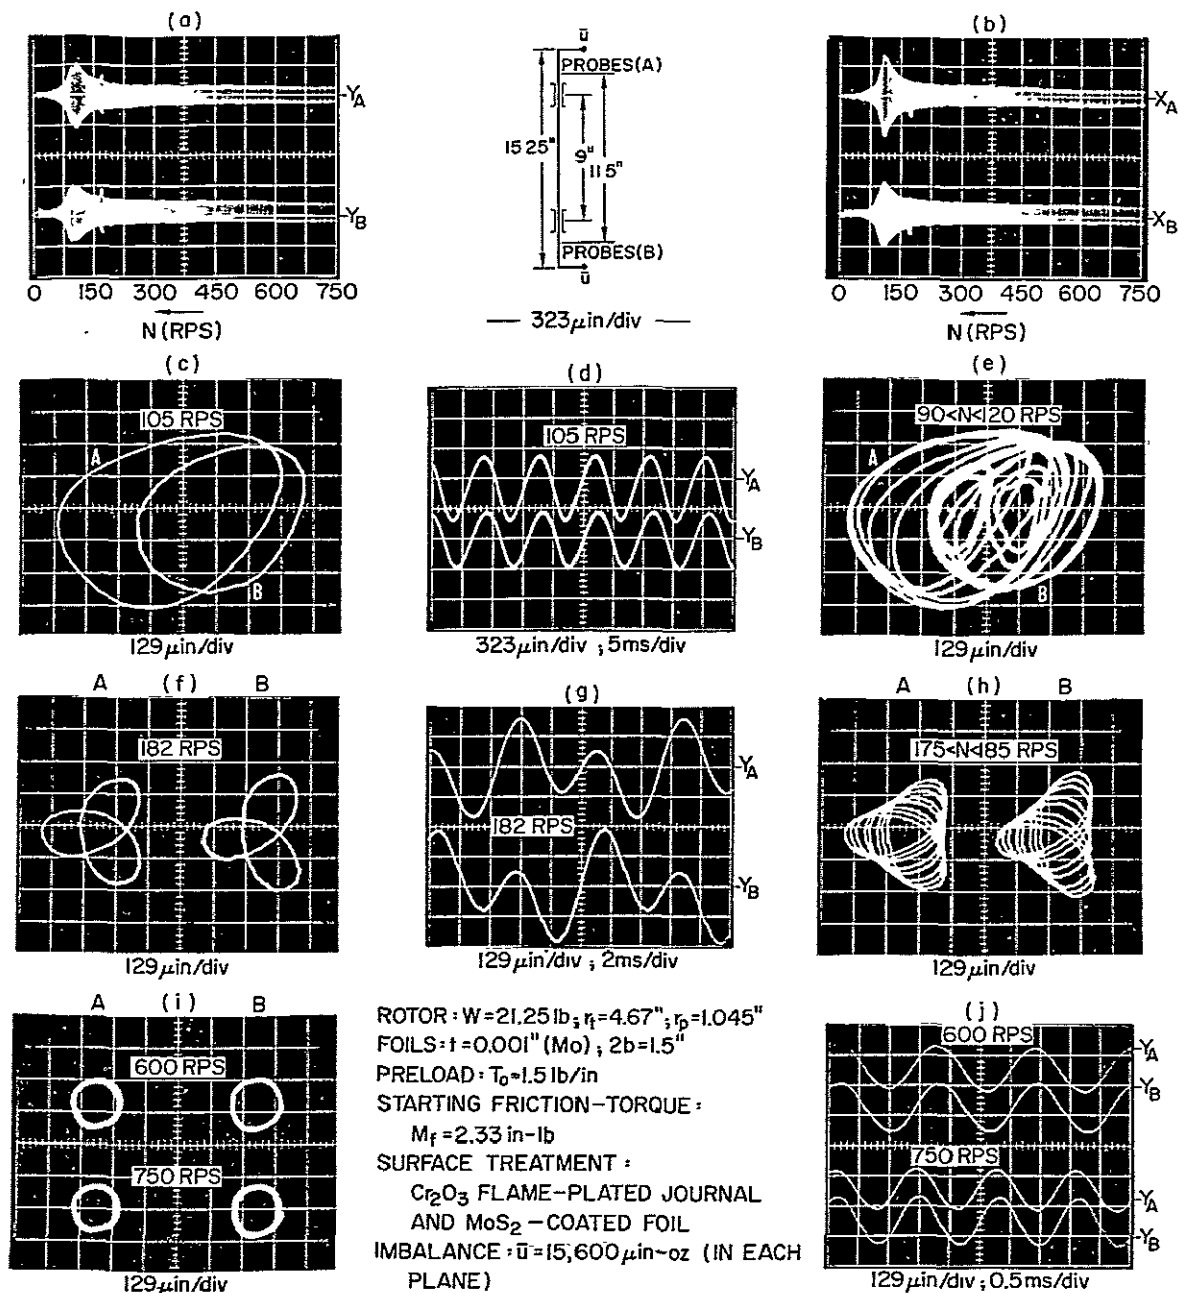 (a)
Y_A
Y_B
0 150 300 450 600 750
N (RPS)
ū
PROBES(A)
15 25"
9"
11 5"
PROBES(B)
ū
323μin/div
(b)
X_A
X_B
0 150 300 450 600 750
N (RPS)
(c)
105 RPS
A
B
129μin/div
(d)
105 RPS
Y_A
Y_B
323μin/div ; 5ms/div
(e)
90<N<120 RPS
A
B
129μin/div
A (f) B
182 RPS
129μin/div
(g)
Y_A
182 RPS
Y_B
129μin/div ; 2ms/div
A (h) B
175<N<185 RPS
129μin/div
A (i) B
600 RPS
750 RPS
129μin/div
ROTOR : W=21.25 lb; r_t=4.67"; r_p=1.045"
FOILS : t=0.001" (Mo) ; 2b=1.5"
PRELOAD : T_o≈1.5 lb/in
STARTING FRICTION-TORQUE :
M_f = 2.33 in-lb
SURFACE TREATMENT :
Cr₂O₃ FLAME-PLATED JOURNAL
AND MoS₂-COATED FOIL
IMBALANCE : ū=15,600μin-oz (IN EACH
PLANE)
(j)
600 RPS
Y_A
Y_B
750 RPS
Y_A
Y_B
129μin/div ; 0.5ms/div